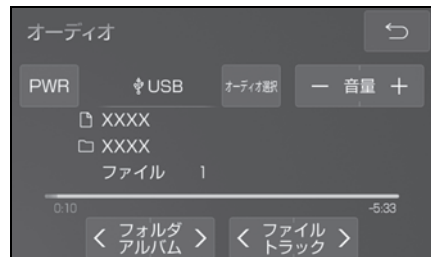 オーディオ
PWR
USB
オーディオ選択
音量
XXXX
XXXX
ファイル 1
0:10
-5:33
フォルダ
アルバム
ファイル
トラック